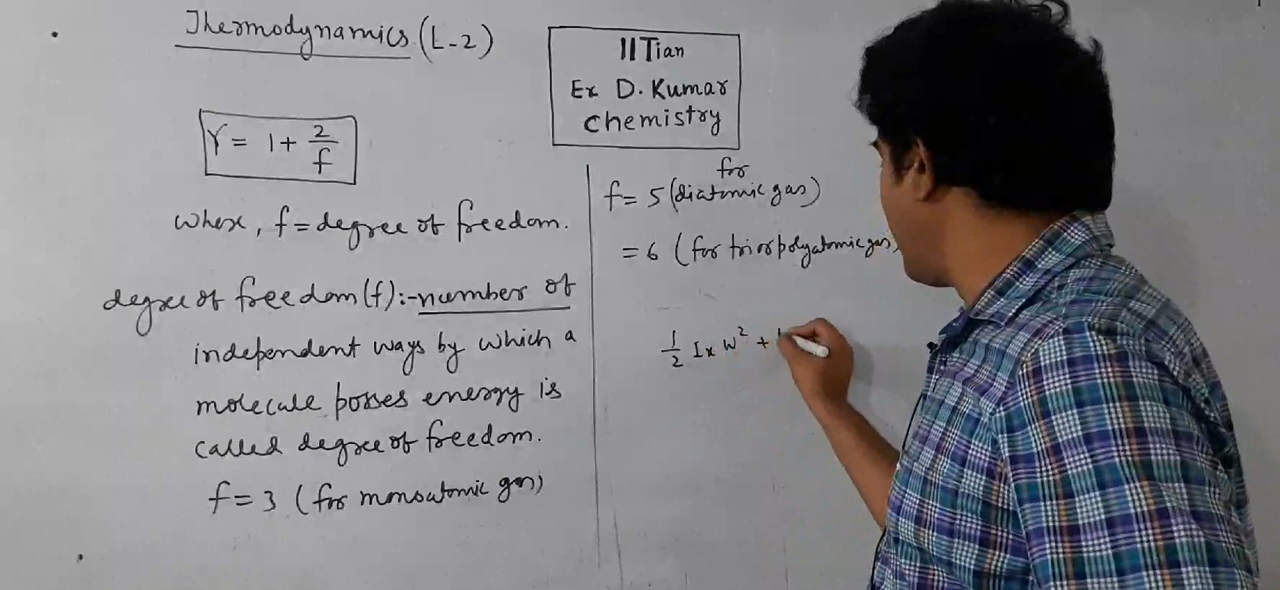 Thermodynamics (L-2)
IITian
Er D. Kumar
Chemistry
γ = 1 + 2/f
where, f = degree of freedom.
degree of freedom (f):- number of
independent ways by which a
molecule posses energy is
called degree of freedom.
f = 3 (for monoatomic gas)
for
f = 5 (diatomic gas)
= 6 (for tri or polyatomic gas)
1/2 Ix W² +